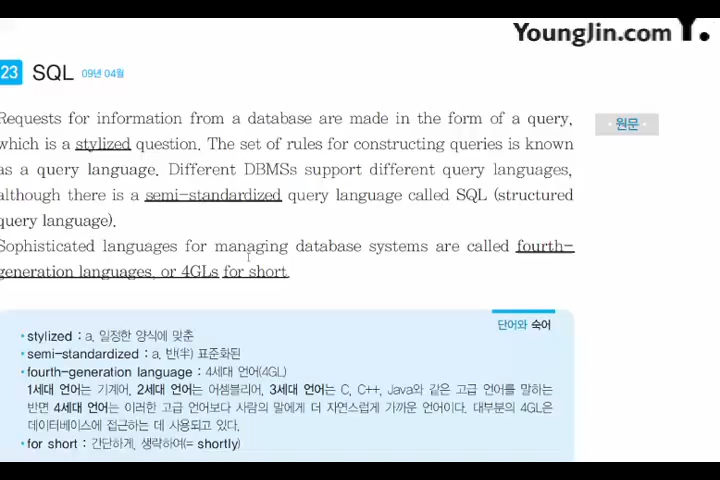 YoungJin.com Y.
23 SQL 09년 04월
Requests for information from a database are made in the form of a query,
원문
which is a stylized question. The set of rules for constructing queries is known
as a query language. Different DBMSs support different query languages,
although there is a semi-standardized query language called SQL (structured
query language).
Sophisticated languages for managing database systems are called fourth-
generation languages, or 4GLs for short
단어와 숙어
• stylized : a. 일정한 양식에 맞춘
• semi-standardized : a. 반(半) 표준화된
• fourth-generation language : 4세대 언어(4GL)
1세대 언어는 기계어, 2세대 언어는 어셈블리어, 3세대 언어는 C, C++, Java와 같은 고급 언어를 말하는
반면 4세대 언어는 이러한 고급 언어보다 사람의 말에게 더 자연스럽게 가까운 언어이다. 대부분의 4GL은
데이터베이스에 접근하는 데 사용되고 있다.
• for short : 간단하게, 생략하여(= shortly)